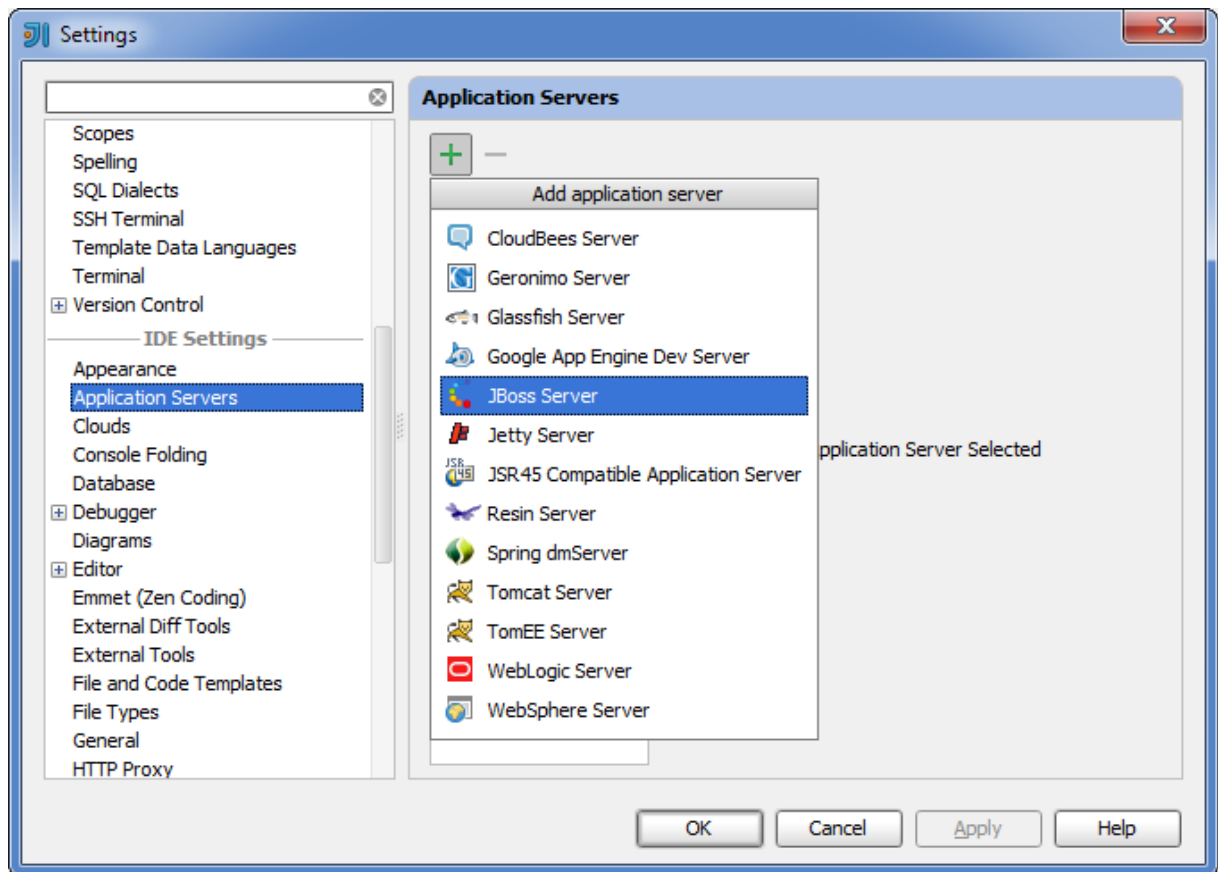 Settings
Scopes
Spelling
SQL Dialects
SSH Terminal
Template Data Languages
Terminal
Version Control
IDE Settings
Appearance
Application Servers
Clouds
Console Folding
Database
Debugger
Diagrams
Editor
Emmet (Zen Coding)
External Diff Tools
External Tools
File and Code Templates
File Types
General
HTTP Proxy
Application Servers
Add application server
CloudBees Server
Geronimo Server
Glassfish Server
Google App Engine Dev Server
JBoss Server
Jetty Server
JSR45 Compatible Application Server
Resin Server
Spring dmServer
Tomcat Server
TomEE Server
WebLogic Server
WebSphere Server
pplication Server Selected
OK
Cancel
Apply
Help